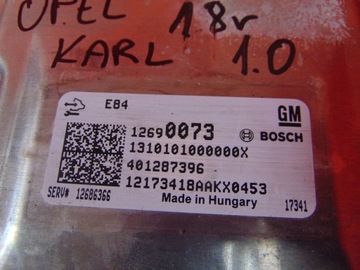 OPEL 18r
KARL 1.0
E84 GM
12690073 BOSCH
1310101000000X
401287396
12173418AAKX0453
SERV# 12686366 Made in Hungary 17341